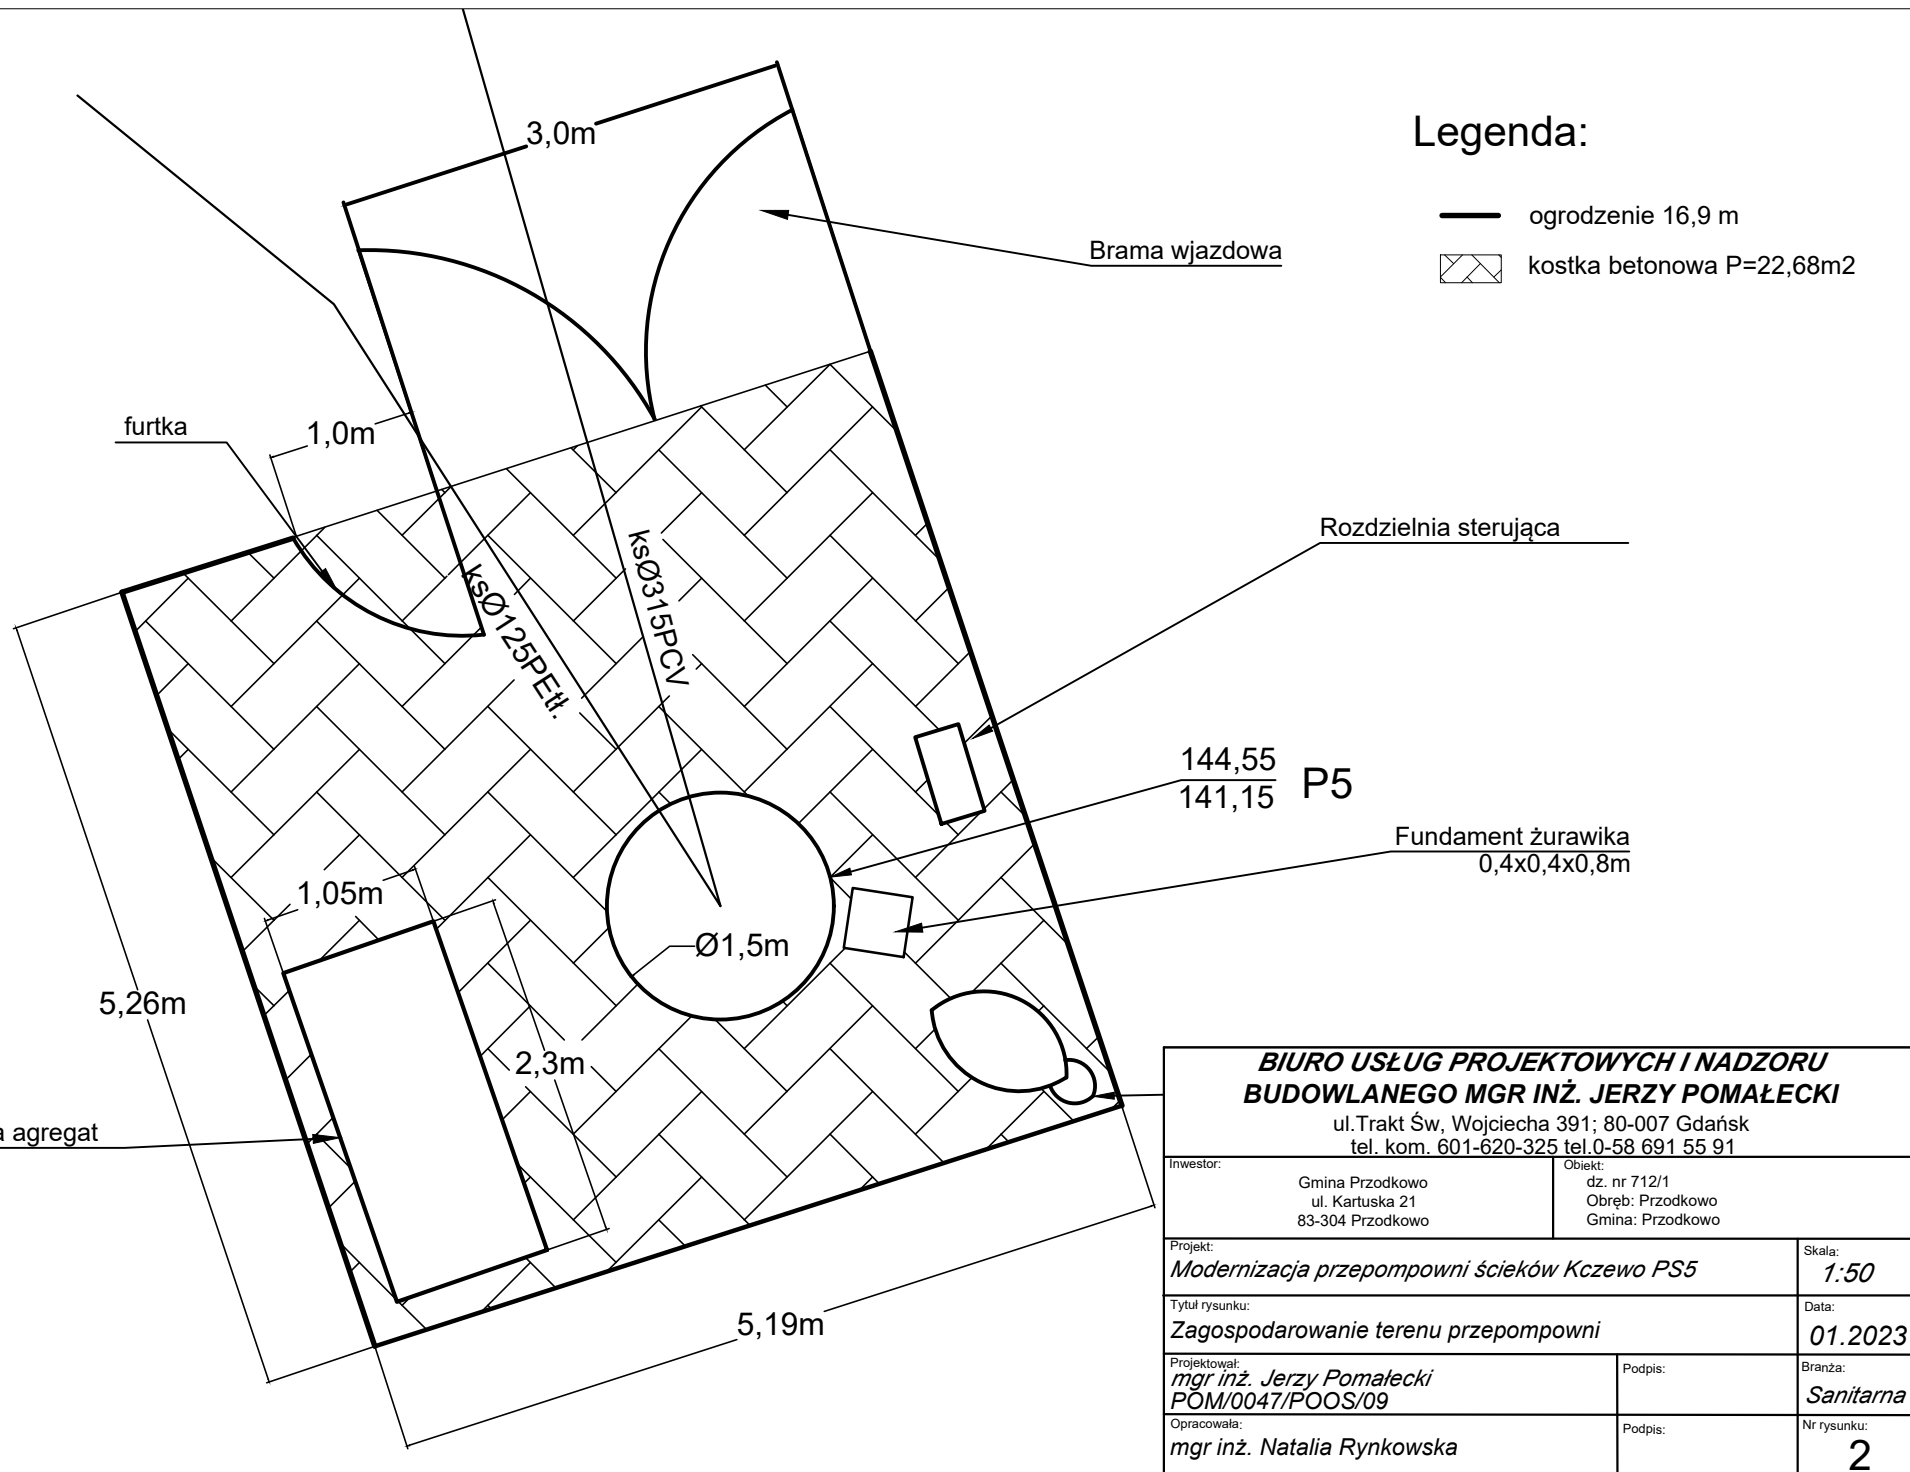 3,0m
Legenda:
ogrodzenie 16,9 m
kostka betonowa P=22,68m2
Brama wjazdowa
furtka
1,0m
Rozdzielnia sterująca
ksØ125PEtł.
ksØ315PCV
144,55
141,15
P5
Fundament żurawika
0,4x0,4x0,8m
1,05m
Ø1,5m
5,26m
2,3m
agregat
5,19m
BIURO USŁUG PROJEKTOWYCH I NADZORU
BUDOWLANEGO MGR INŻ. JERZY POMAŁECKI
ul.Trakt Św, Wojciecha 391; 80-007 Gdańsk
tel. kom. 601-620-325 tel.0-58 691 55 91
Inwestor:
Gmina Przodkowo
ul. Kartuska 21
83-304 Przodkowo
Obiekt:
dz. nr 712/1
Obręb: Przodkowo
Gmina: Przodkowo
Projekt:
Modernizacja przepompowni ścieków Kczewo PS5
Skala:
1:50
Tytuł rysunku:
Zagospodarowanie terenu przepompowni
Data:
01.2023
Projektował:
mgr inż. Jerzy Pomałecki
POM/0047/POOS/09
Podpis:
Branża:
Sanitarna
Opracowała:
mgr inż. Natalia Rynkowska
Podpis:
Nr rysunku:
2